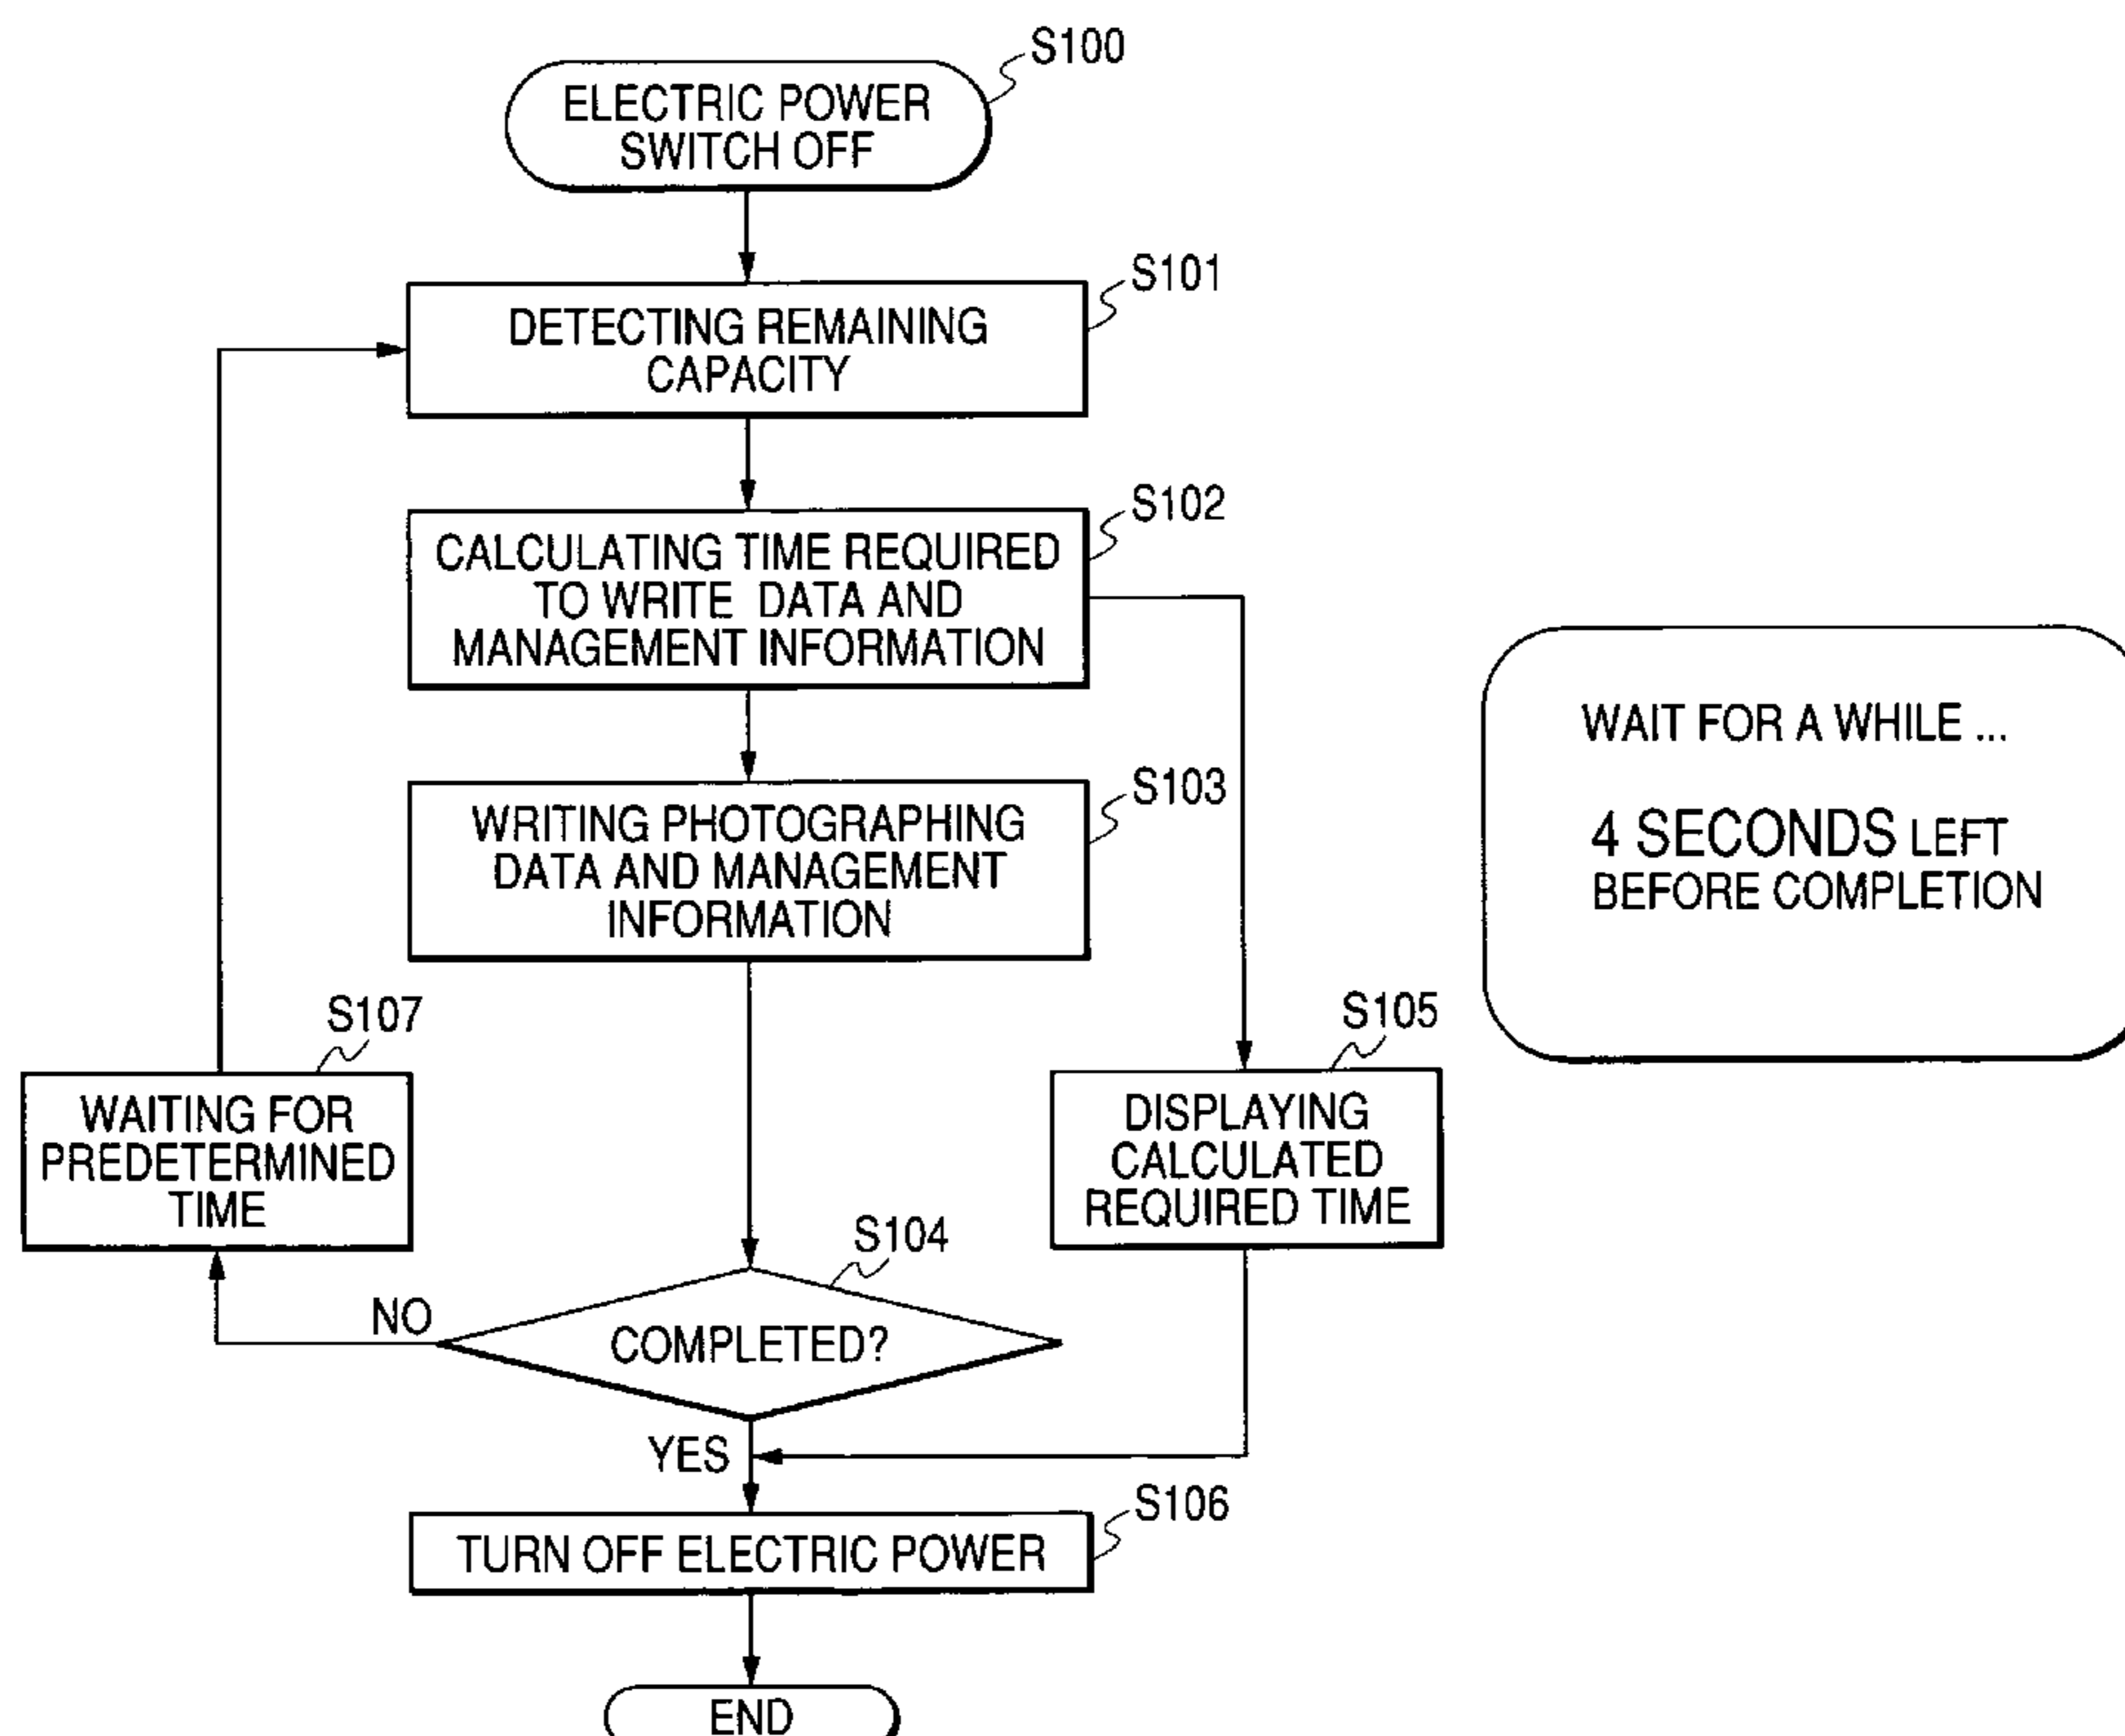 S100
ELECTRIC POWER
SWITCH OFF
S101
DETECTING REMAINING
CAPACITY
S102
CALCULATING TIME REQUIRED
TO WRITE DATA AND
MANAGEMENT INFORMATION
S103
WRITING PHOTOGRAPHING
DATA AND MANAGEMENT
INFORMATION
WAIT FOR A WHILE ...
4 SECONDS LEFT
BEFORE COMPLETION
S107
WAITING FOR
PREDETERMINED
TIME
S105
DISPLAYING
CALCULATED
REQUIRED TIME
S104
COMPLETED?
NO
YES
S106
TURN OFF ELECTRIC POWER
END